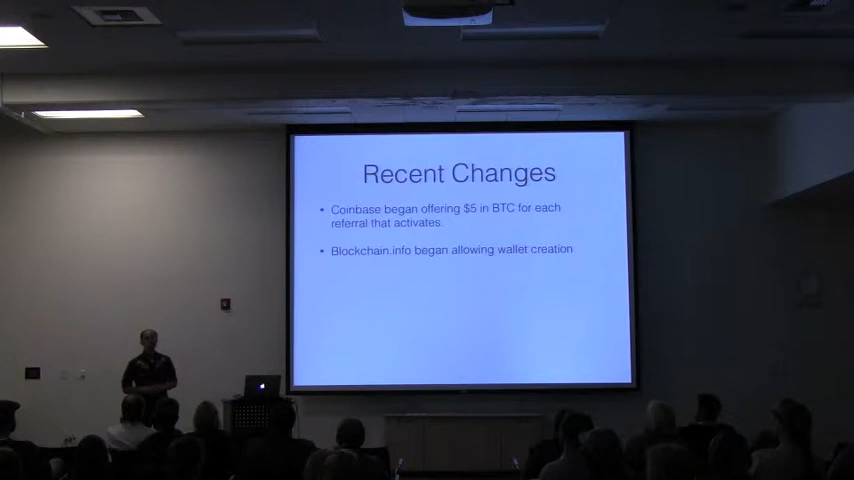 Recent Changes
• Coinbase began offering $5 in BTC for each
referral that activates.
• Blockchain.info began allowing wallet creation